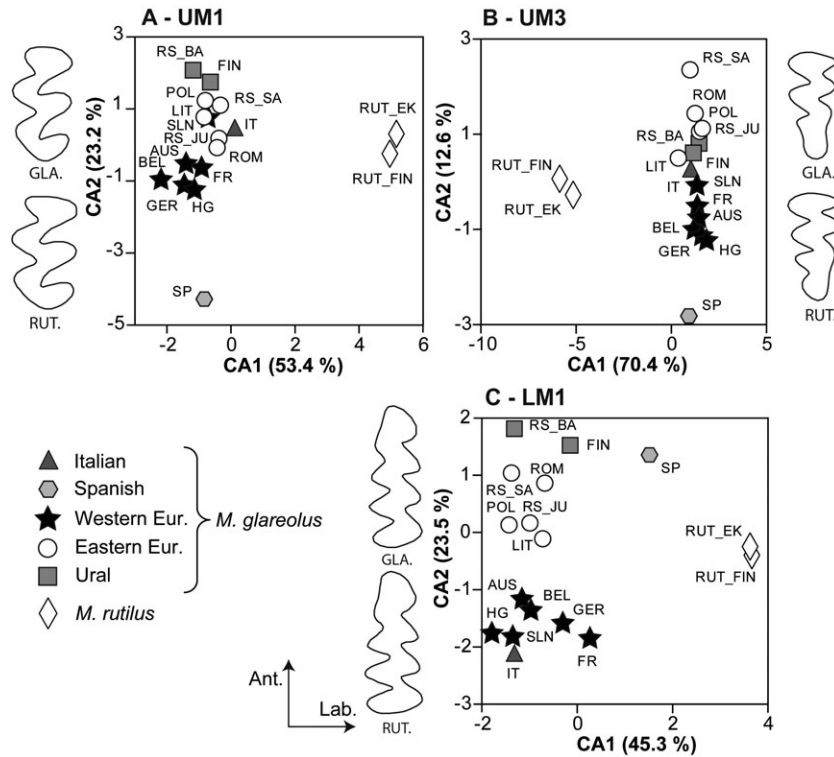 A - UM1
3
1
-1
-3
-5
-2
0
2
4
6
CA2 (23.2 %)
CA1 (53.4 %)
RS_BA
FIN
POL
RS_SA
LIT
SLN
IT
RS_JU
AUS
ROM
BEL
FR
GER
HG
SP
RUT_EK
RUT_FIN
GLA.
RUT.
B - UM3
3
1
-1
-3
-10
-5
0
5
CA2 (12.6 %)
CA1 (70.4 %)
RS_SA
ROM
POL
RS_BA
RS_JU
LIT
FIN
IT
SLN
FR
AUS
BEL
GER
HG
SP
RUT_FIN
RUT_EK
GLA.
RUT.
C - LM1
2
1
0
-1
-2
-3
-2
0
2
4
CA2 (23.5 %)
CA1 (45.3 %)
RS_BA
FIN
SP
ROM
RS_SA
POL
RS_JU
LIT
RUT_EK
RUT_FIN
AUS
BEL
HG
GER
SLN
FR
IT
GLA.
RUT.
Italian
Spanish
Western Eur.
Eastern Eur.
Ural
M. glareolus
M. rutilus
Ant.
Lab.